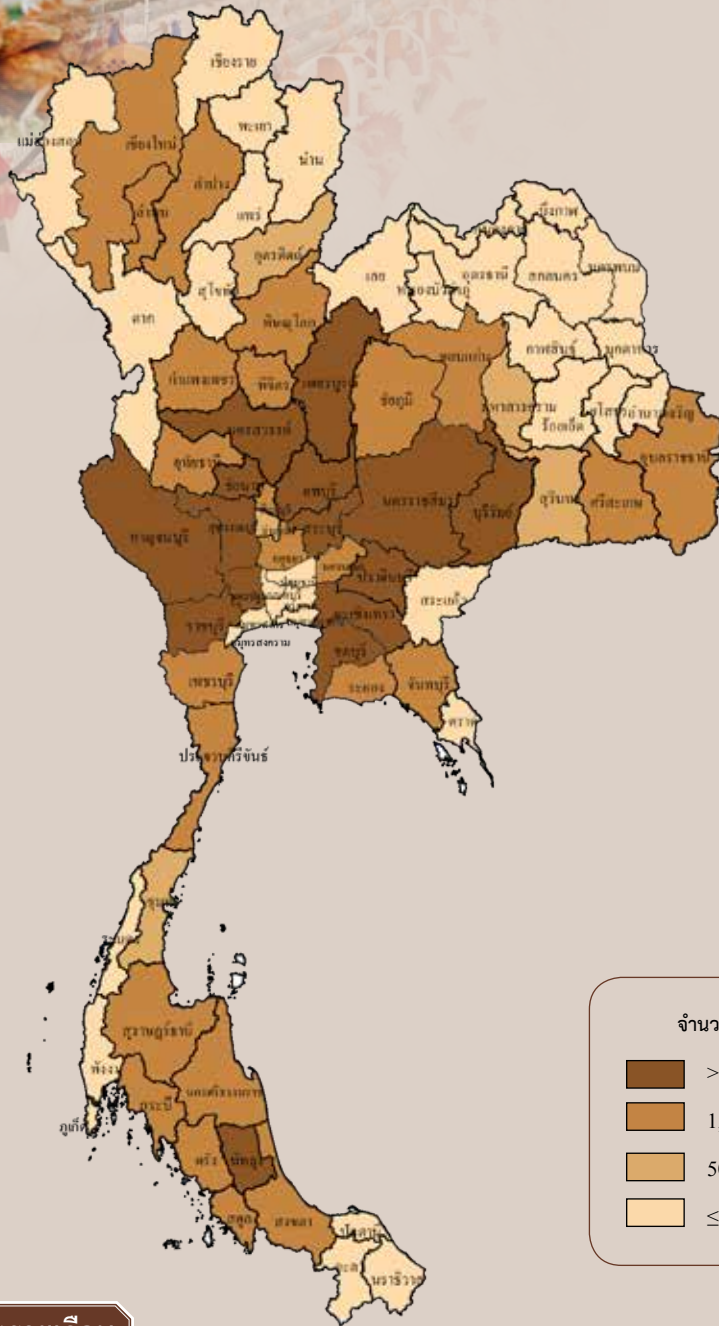 เชียงราย
แม่ฮ่องสอน
เชียงใหม่
พะเยา
น่าน
ลำปาง
ลำพูน
แพร่
บึงกาฬ
อุตรดิตถ์
เลย
อุดรธานี
สกลนคร
นครพนม
สุโขทัย
หนองบัวลำภู
ตาก
พิษณุโลก
ขอนแก่น
กาฬสินธุ์
มุกดาหาร
กำแพงเพชร
พิจิตร
เพชรบูรณ์
ชัยภูมิ
มหาสารคาม
ร้อยเอ็ด
ยโสธร
อำนาจเจริญ
นครสวรรค์
อุบลราชธานี
อุทัยธานี
ชัยนาท
ลพบุรี
นครราชสีมา
บุรีรัมย์
สุรินทร์
ศรีสะเกษ
กาญจนบุรี
สุพรรณบุรี
สระบุรี
ปราจีนบุรี
สระแก้ว
ฉะเชิงเทรา
ราชบุรี
สมุทรสงคราม
ชลบุรี
เพชรบุรี
ระยอง
จันทบุรี
ตราด
ประจวบคีรีขันธ์
ชุมพร
ระนอง
สุราษฎร์ธานี
พังงา
นครศรีธรรมราช
กระบี่
ภูเก็ต
ตรัง
พัทลุง
สตูล
สงขลา
ปัตตานี
ยะลา
นราธิวาส
>
1
50
≤